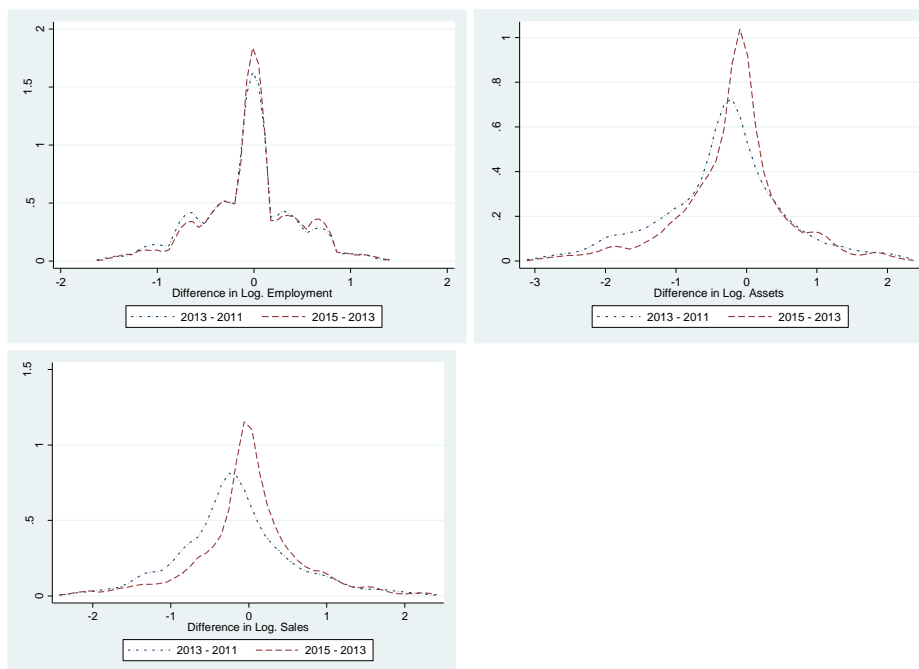 2
1.5
1
.5
0
-2 -1 0 1 2
Difference in Log. Employment
2013 - 2011 2015 - 2013
1
.8
.6
.4
.2
0
-3 -2 -1 0 1 2
Difference in Log. Assets
2013 - 2011 2015 - 2013
1.5
1
.5
0
-2 -1 0 1 2
Difference in Log. Sales
2013 - 2011 2015 - 2013